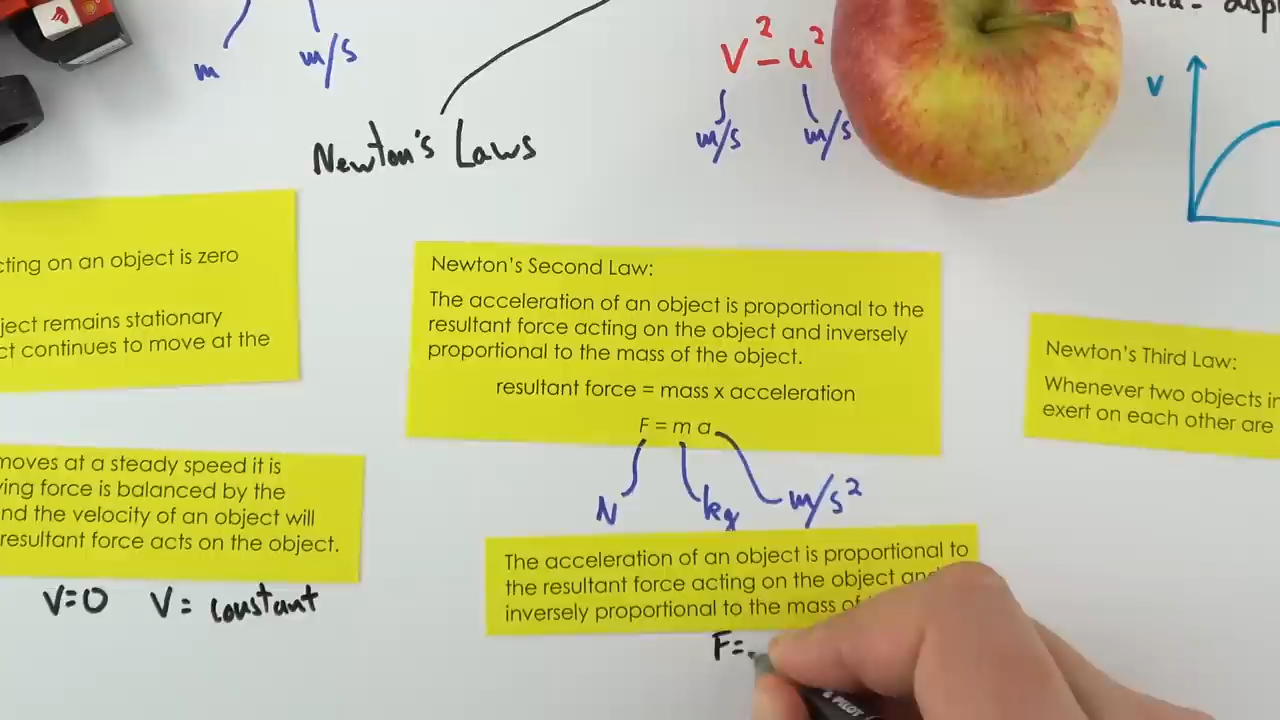 m m/s
V² - u²
m/s m/s
V
Newton's Laws
cting on an object is zero
ject remains stationary
ct continues to move at the
moves at a steady speed it is
ving force is balanced by the
nd the velocity of an object will
resultant force acts on the object.
V=0 V= constant
Newton's Second Law:
The acceleration of an object is proportional to the
resultant force acting on the object and inversely
proportional to the mass of the object.
resultant force = mass x acceleration
F = m a
N kg m/s²
The acceleration of an object is proportional to
the resultant force acting on the object and
inversely proportional to the mass of
F=
Newton's Third Law:
Whenever two objects in
exert on each other are
PILOT